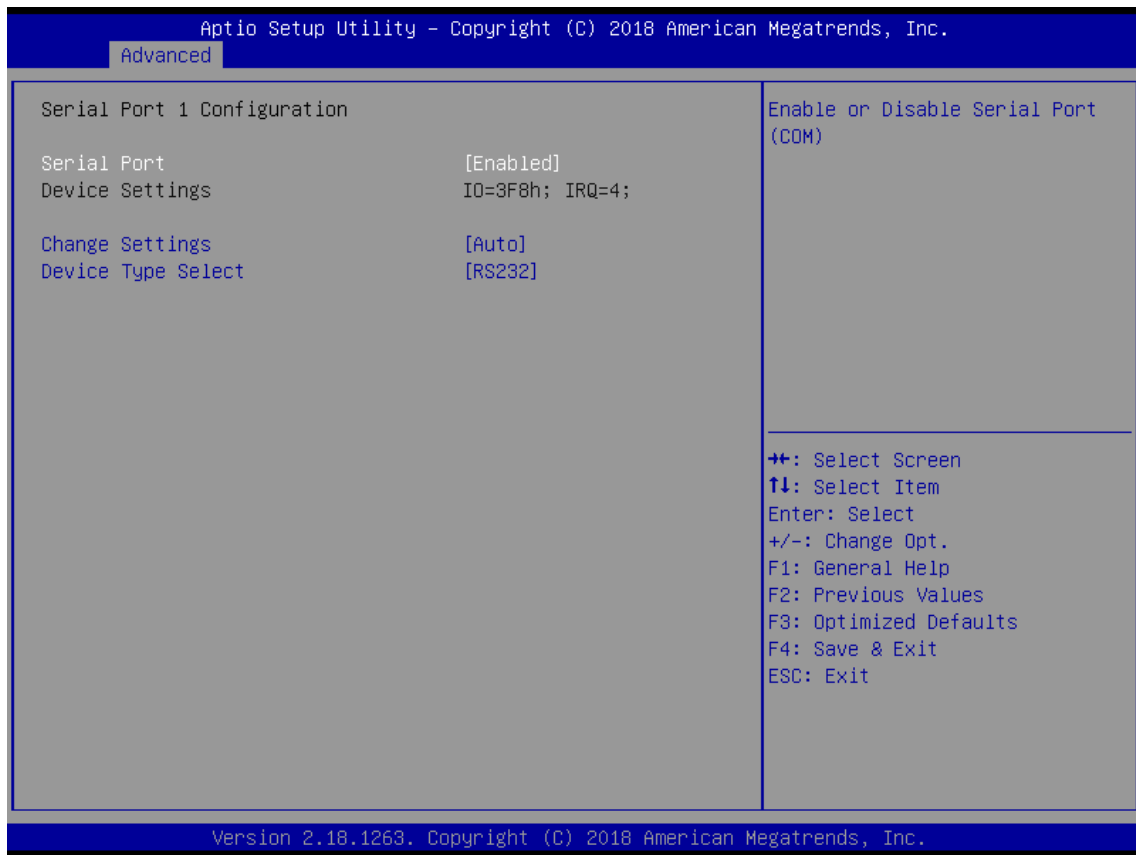 Aptio Setup Utility – Copyright (C) 2018 American Megatrends, Inc.
Advanced
Serial Port 1 Configuration
Serial Port [Enabled]
Device Settings IO=3F8h; IRQ=4;
Change Settings [Auto]
Device Type Select [RS232]
Enable or Disable Serial Port
(COM)
→←: Select Screen
↑↓: Select Item
Enter: Select
+/-: Change Opt.
F1: General Help
F2: Previous Values
F3: Optimized Defaults
F4: Save & Exit
ESC: Exit
Version 2.18.1263. Copyright (C) 2018 American Megatrends, Inc.